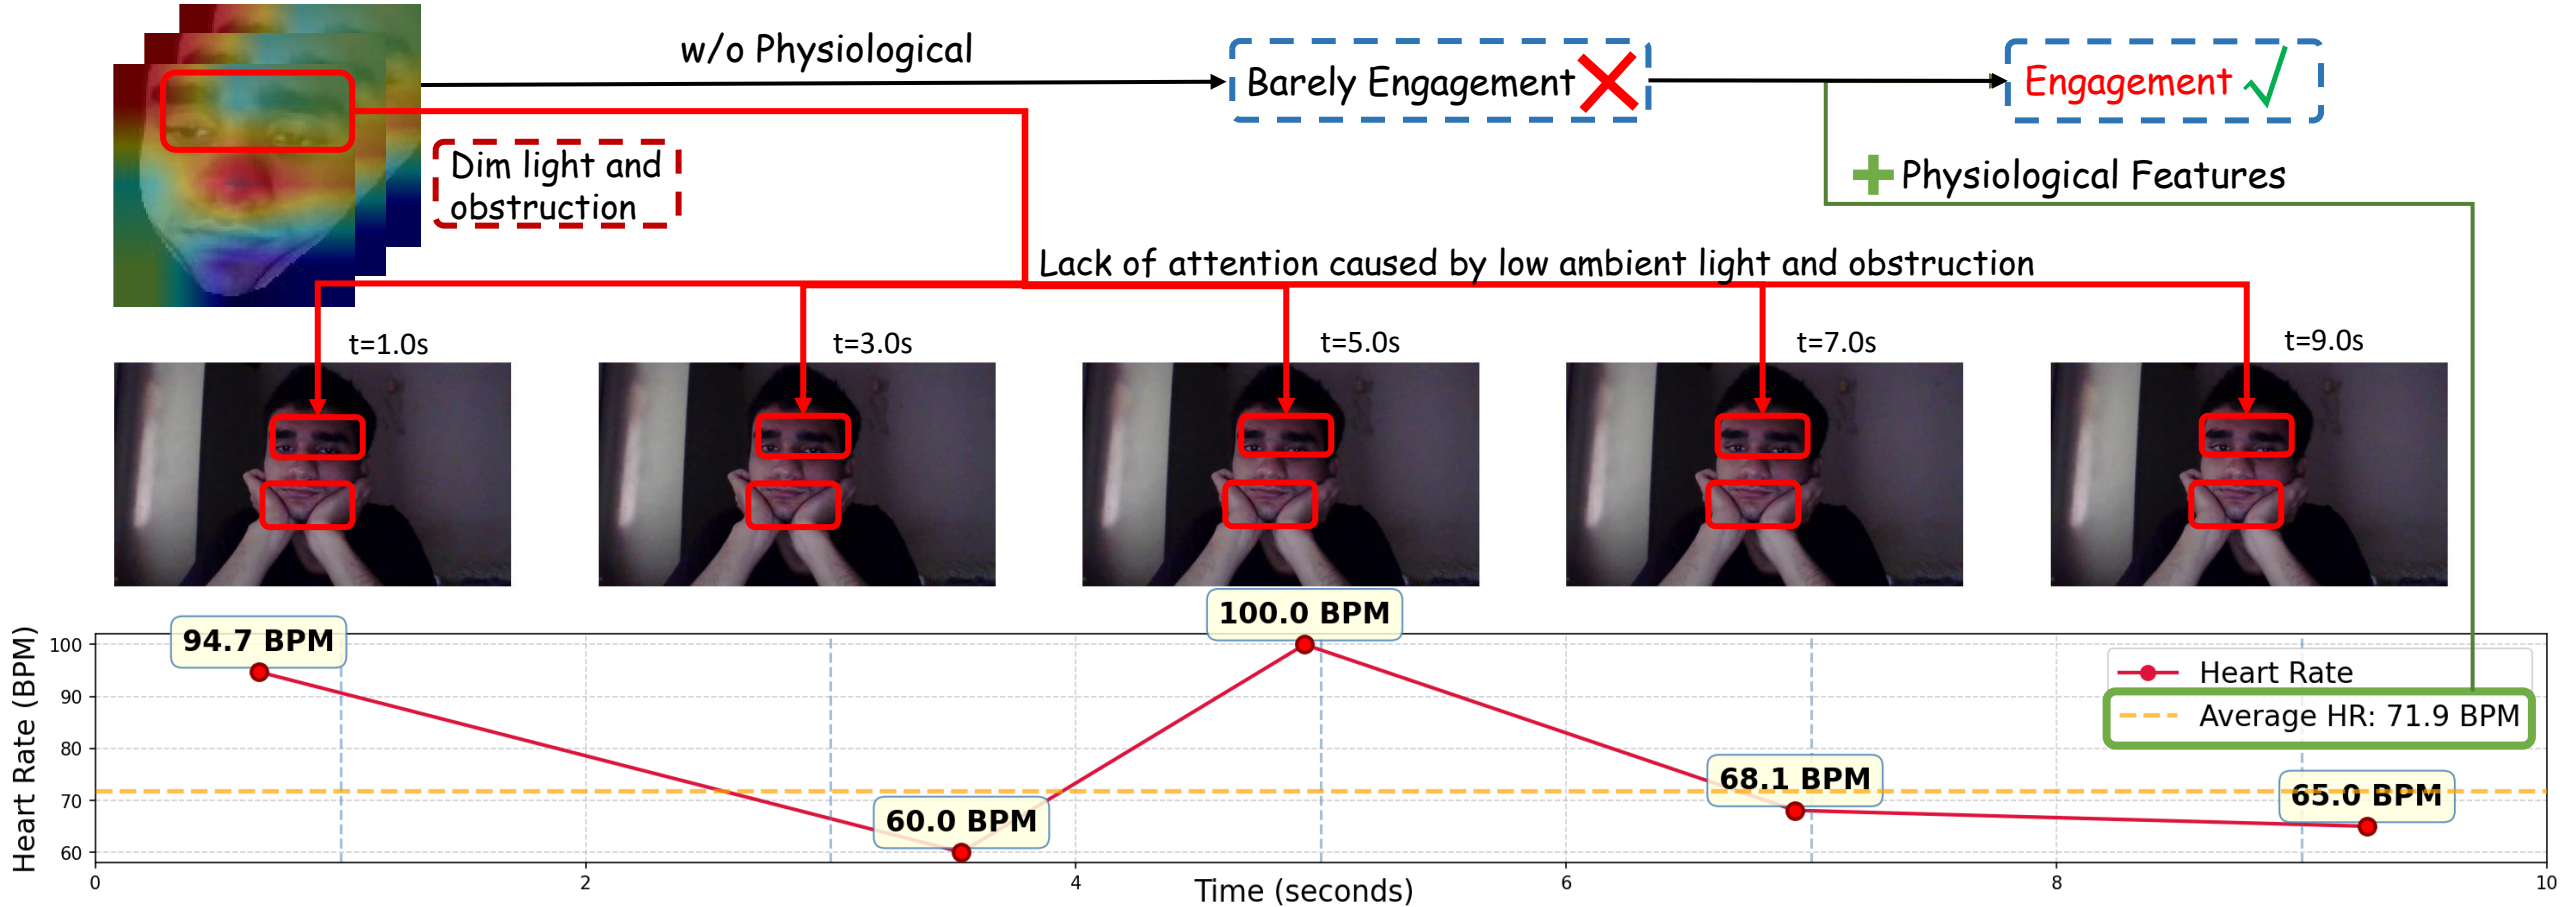 w/o Physiological
Barely Engagement
Engagement
Dim light and
obstruction
Physiological Features
Lack of attention caused by low ambient light and obstruction
t=1.0s
t=3.0s
t=5.0s
t=7.0s
t=9.0s
Heart Rate (BPM)
100
90
80
70
60
94.7 BPM
60.0 BPM
100.0 BPM
68.1 BPM
65.0 BPM
Heart Rate
Average HR: 71.9 BPM
0
2
4
6
8
10
Time (seconds)